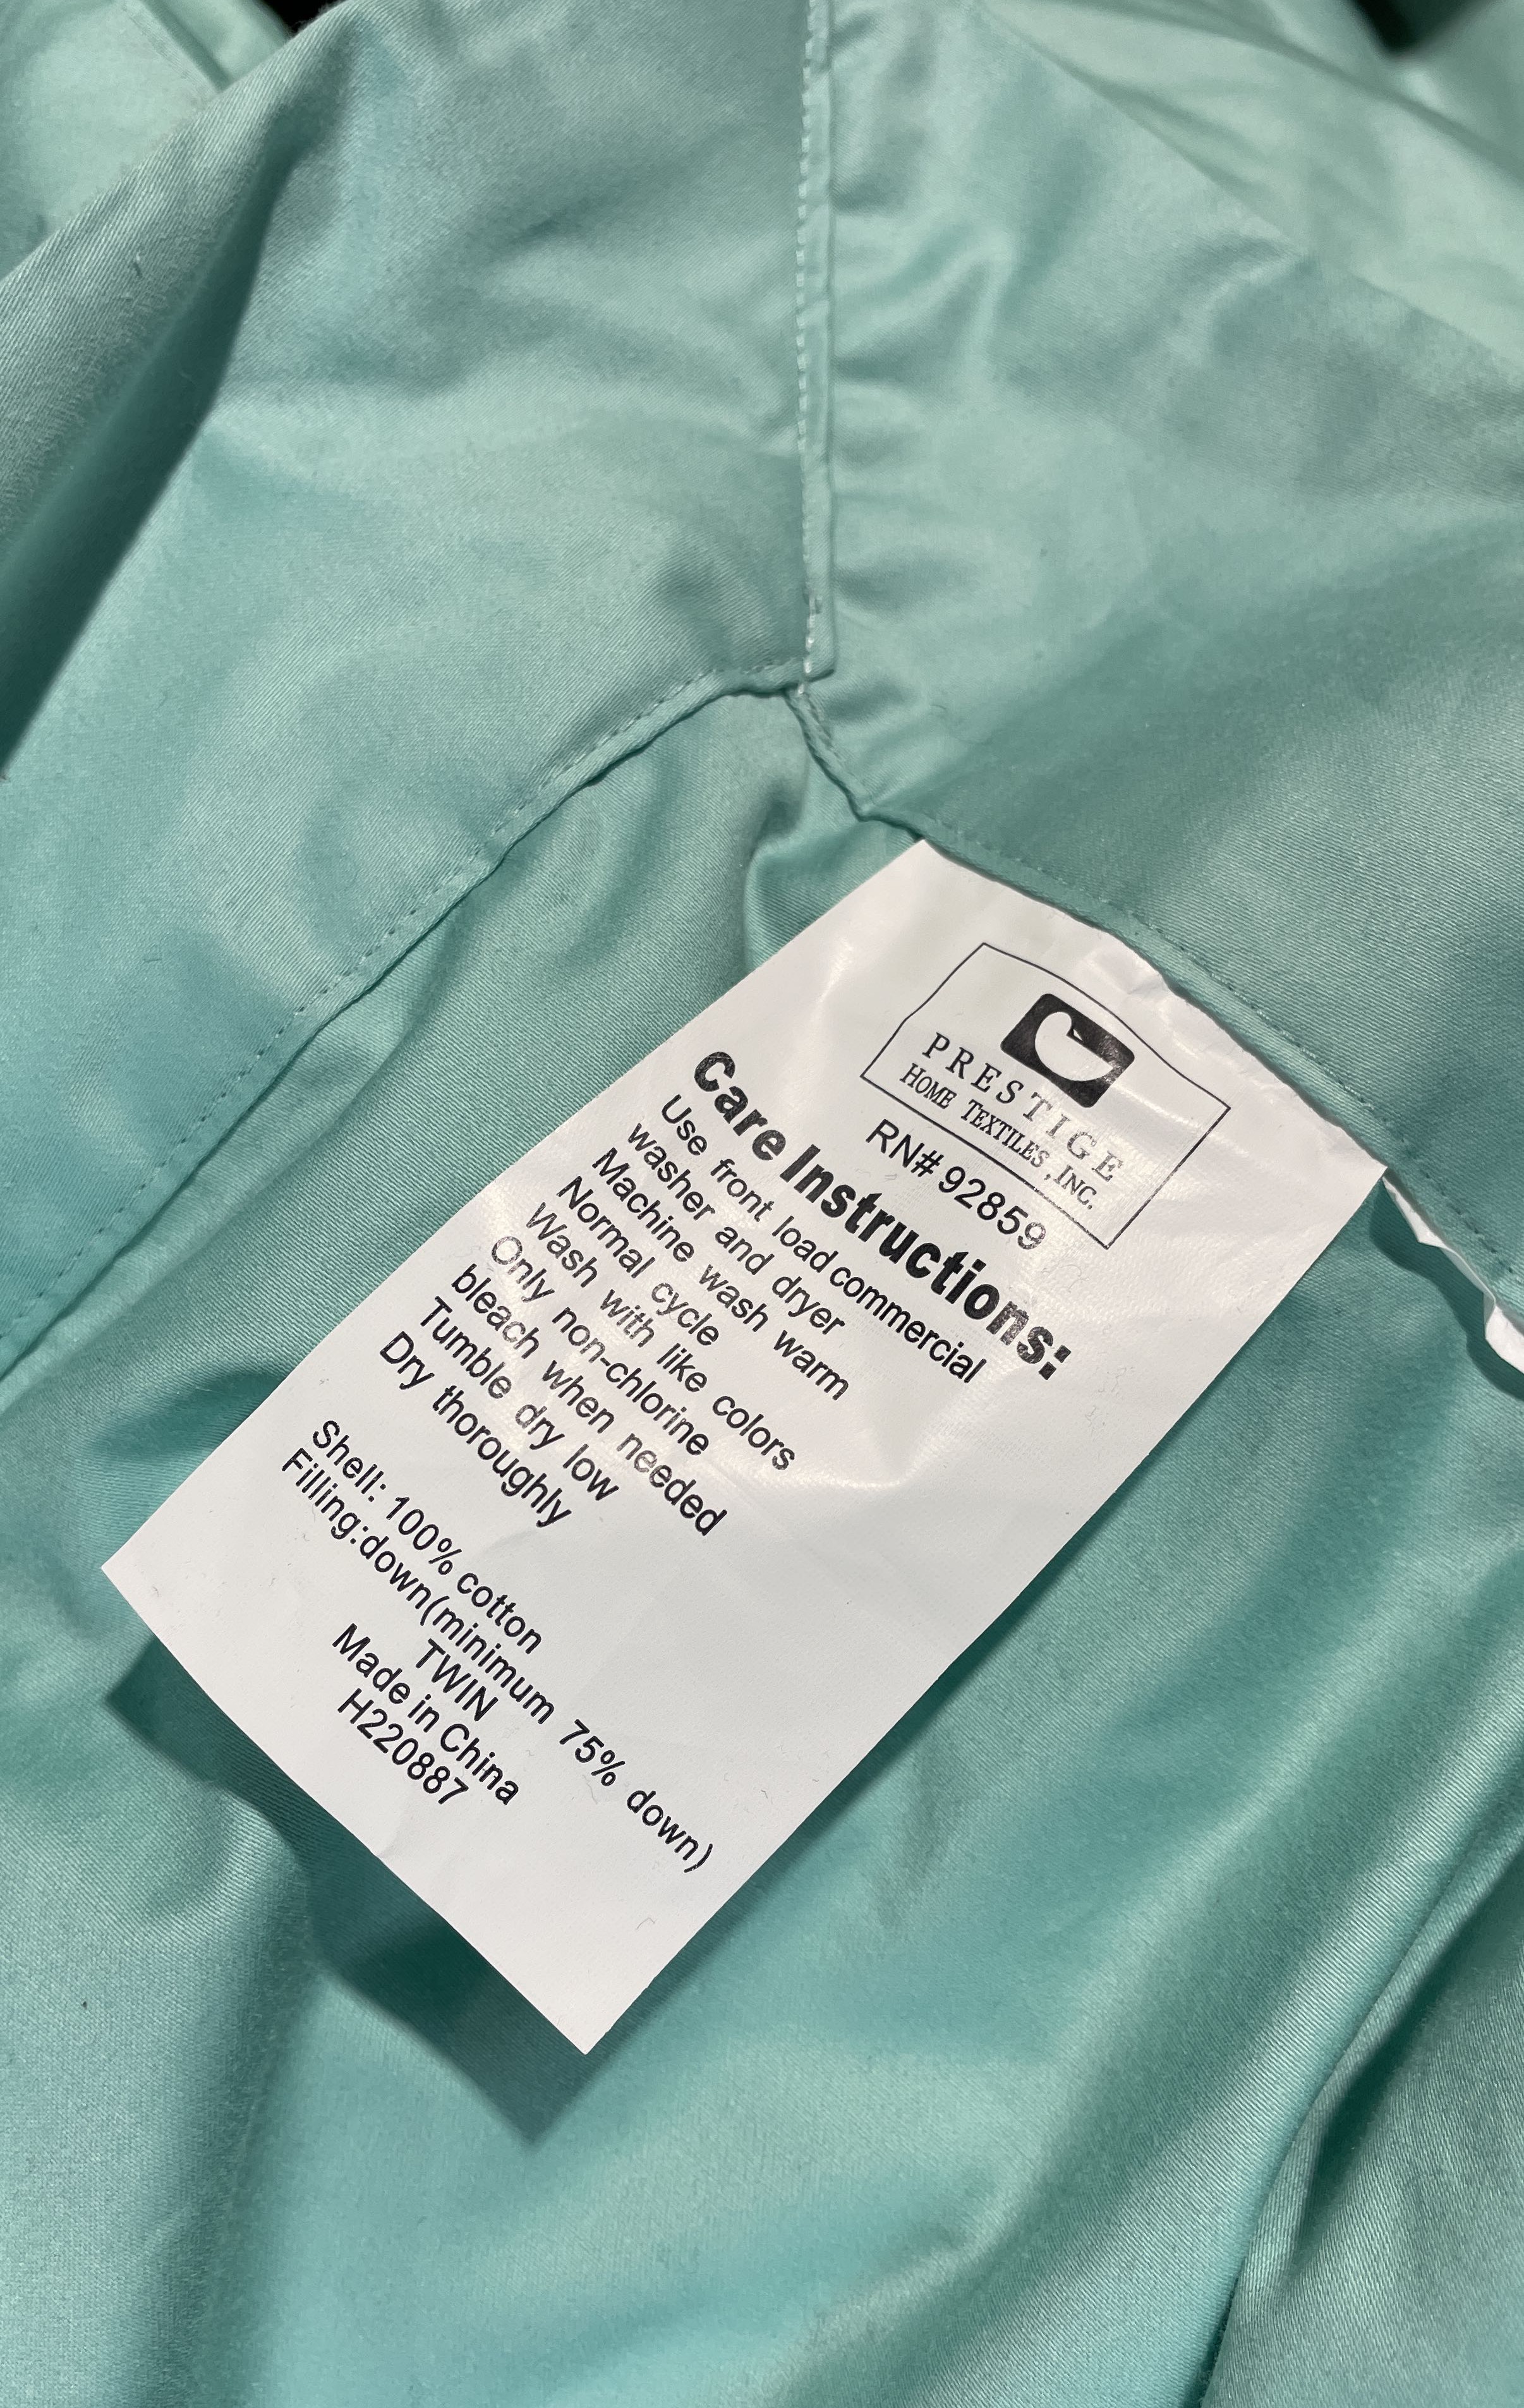 PRESTIGE
HOME TEXTILES ,INC.
RN# 92859
Care Instructions:
Use front load commercial
washer and dryer
Machine wash warm
Normal cycle
Wash with like colors
Only non-chlorine
bleach when needed
Tumble dry low
Dry thoroughly
Shell: 100% cotton
Filling:down(minimum 75% down)
TWIN
Made in China
H220887